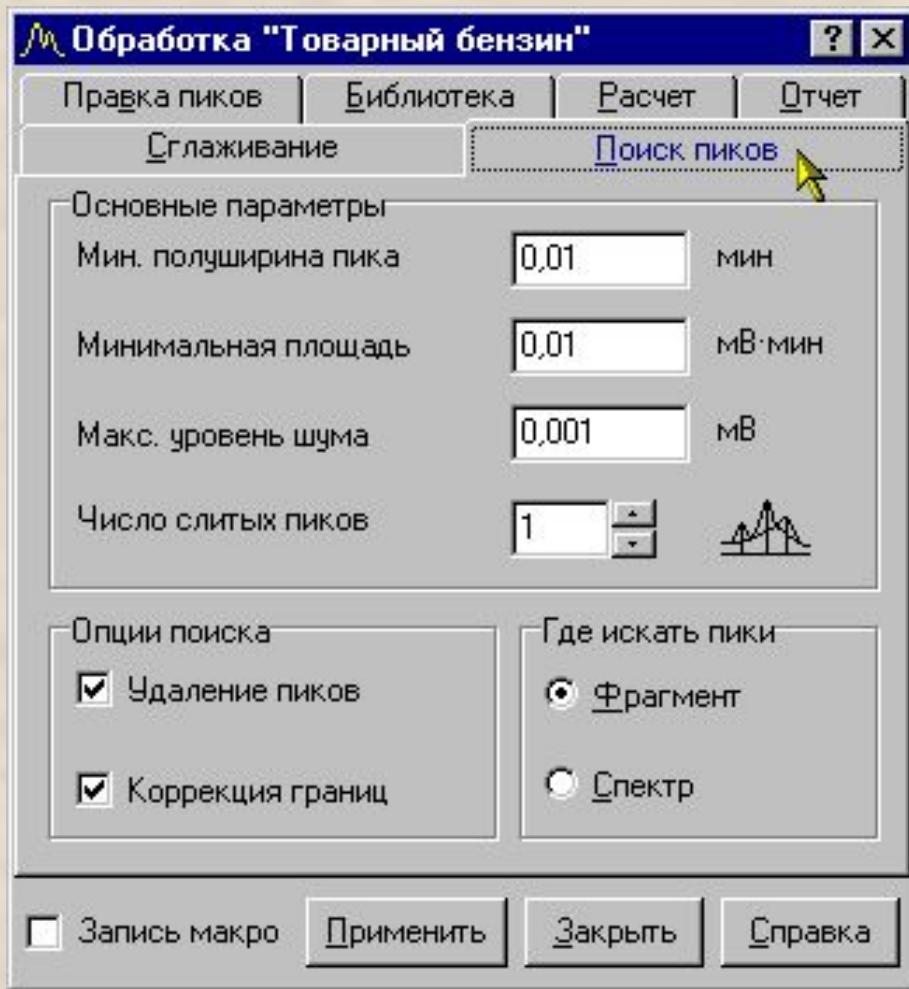 Обработка "Товарный бензин"
Правка пиков Библиотека Расчет Отчет
Сглаживание Поиск пиков
Основные параметры
Мин. полуширина пика 0,01 мин
Минимальная площадь 0,01 мВ·мин
Макс. уровень шума 0,001 мВ
Число слитых пиков 1
Опции поиска
Удаление пиков
Коррекция границ
Где искать пики
Фрагмент
Спектр
Запись макро Применить Закрыть Справка